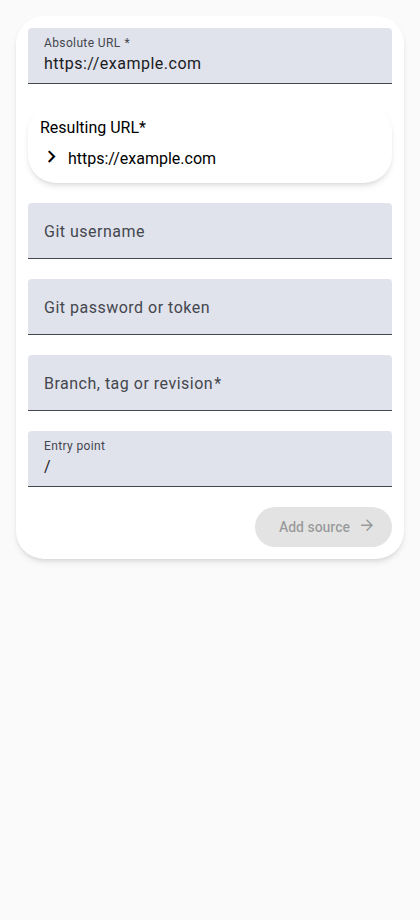 Absolute URL *
https://example.com
Resulting URL*
https://example.com
Git username
Git password or token
Branch, tag or revision*
Entry point
/
Add source